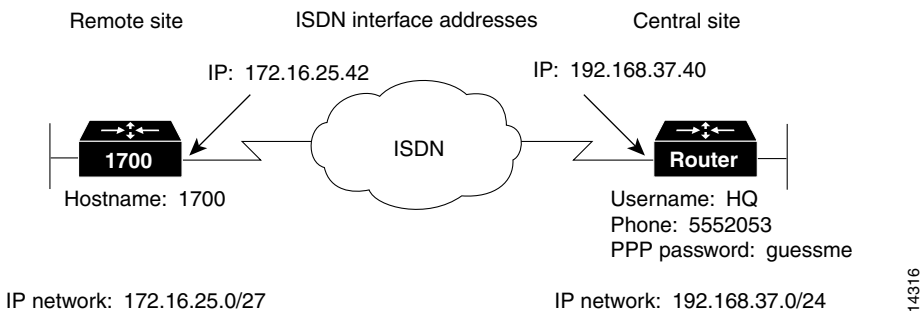 Remote site
ISDN interface addresses
Central site
IP: 172.16.25.42
IP: 192.168.37.40
1700
ISDN
Router
Hostname: 1700
Username: HQ
Phone: 5552053
PPP password: guessme
IP network: 172.16.25.0/27
IP network: 192.168.37.0/24
14316